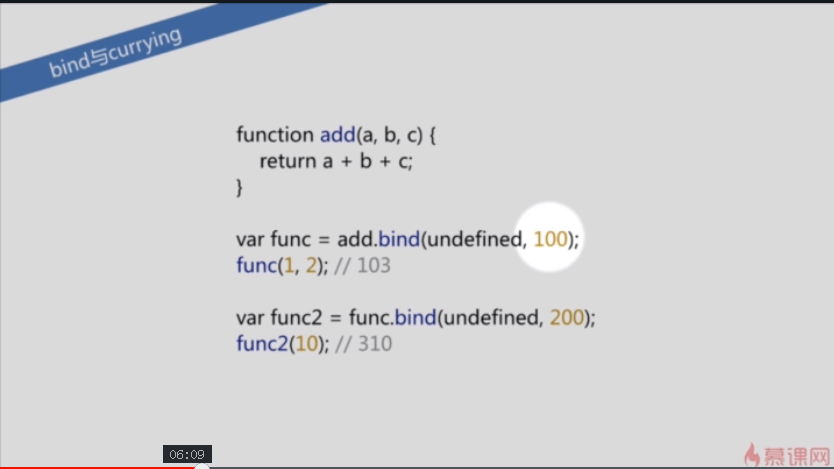 bind与currying
function add(a, b, c) {
return a + b + c;
}
var func = add.bind(undefined, 100);
func(1, 2); // 103
var func2 = func.bind(undefined, 200);
func2(10); // 310
06:09
慕课网